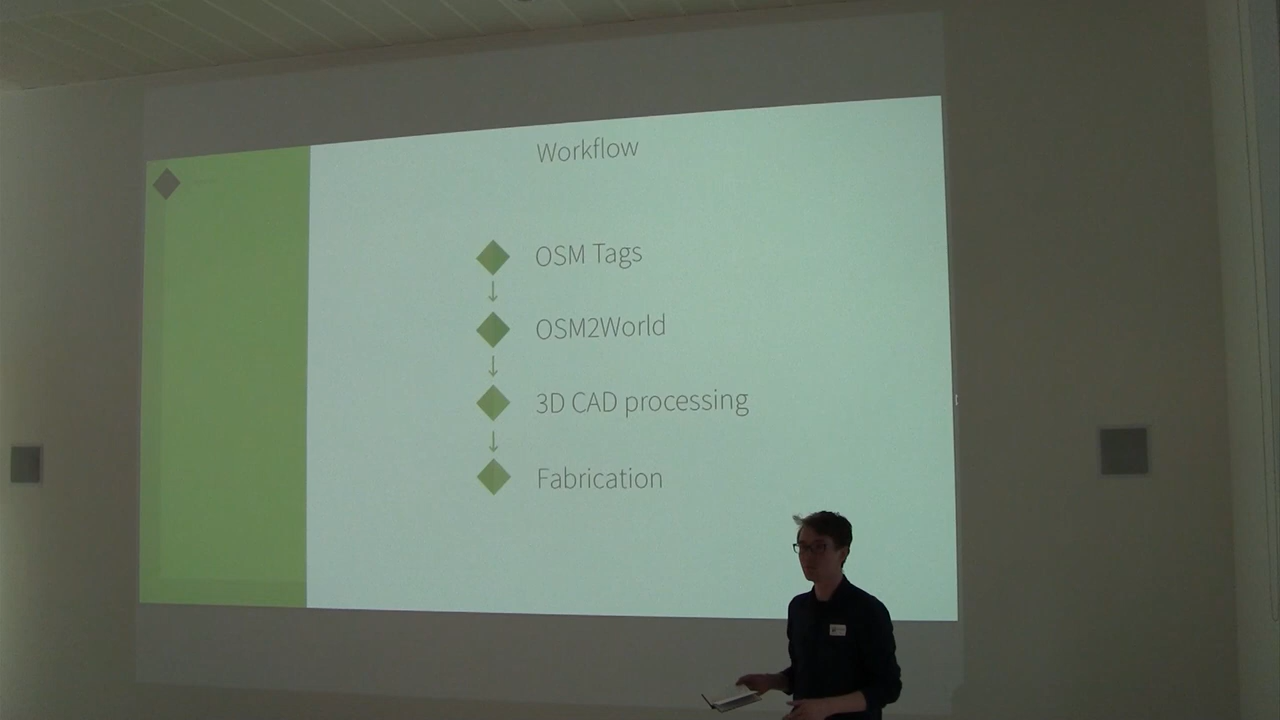 Workflow
OSM Tags
OSM2World
3D CAD processing
Fabrication